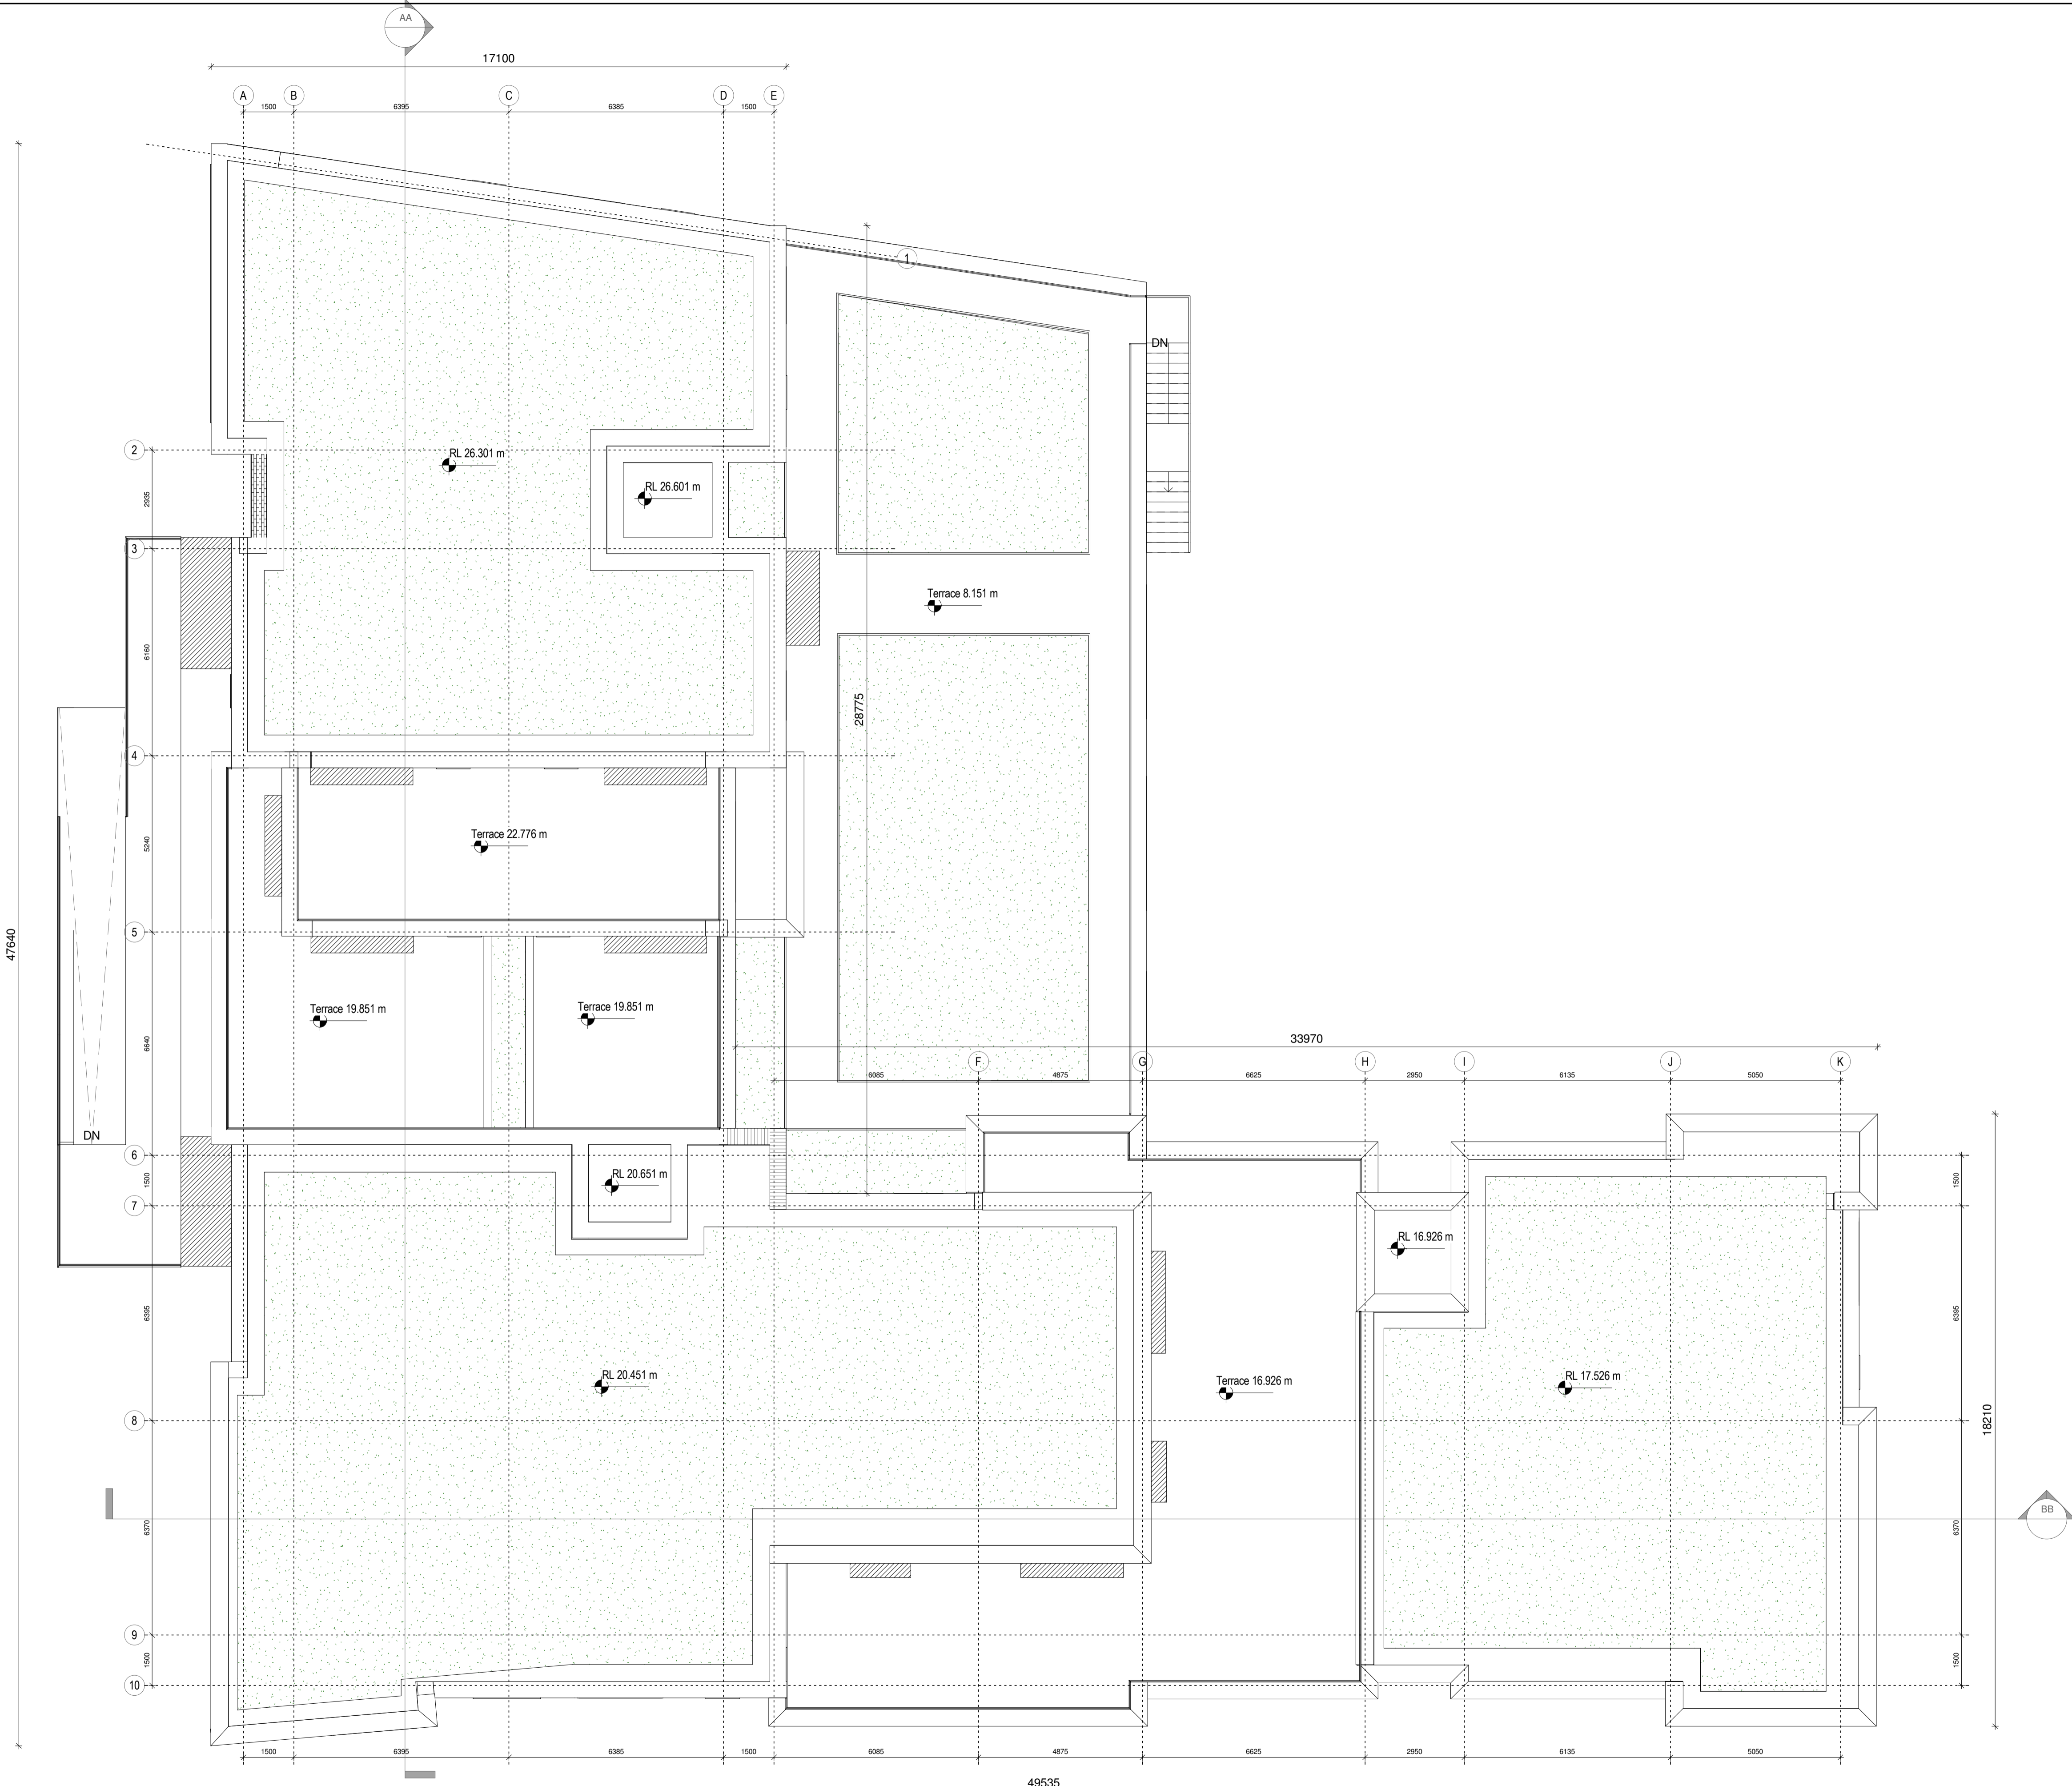 AA
17100
A B C D E
1500 6395 6385 1500
1
DN
2
RL 26.301 m
RL 26.601 m
2935
3
Terrace 8.151 m
6160
28775
4
Terrace 22.776 m
5240
5
47640
Terrace 19.851 m
Terrace 19.851 m
6640
33970
F G H I J K
6085 4875 6625 2950 6135 5050
DN
6
RL 20.651 m
1500
1500
7
RL 16.926 m
6395
6395
RL 20.451 m
Terrace 16.926 m
RL 17.526 m
8
18210
BB
6370
6370
9
1500
1500
10
1500 6395 6385 1500 6085 4875 6625 2950 6135 5050
49535